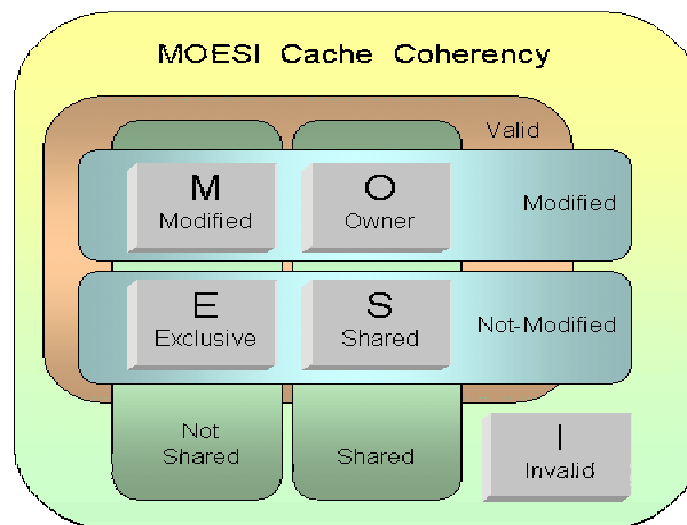 MOESI Cache Coherency
Valid
M
Modified
O
Owner
Modified
E
Exclusive
S
Shared
Not-Modified
Not
Shared
Shared
I
Invalid